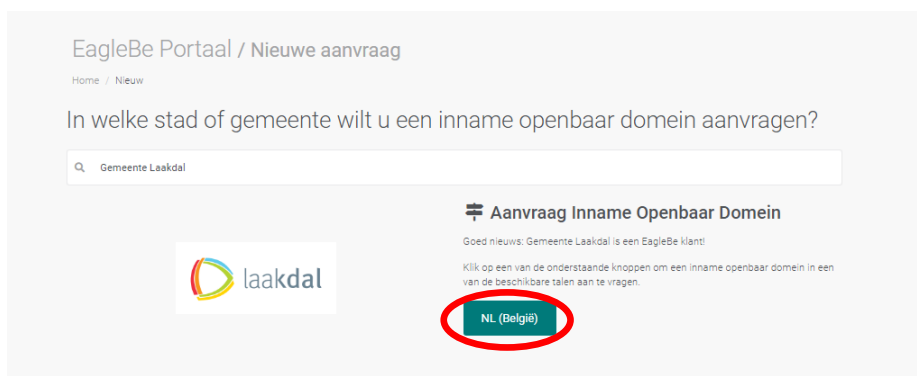 EagleBe Portaal / Nieuwe aanvraag
Home / Nieuw
In welke stad of gemeente wilt u een inname openbaar domein aanvragen?
Gemeente Laakdal
laakdal
Aanvraag Inname Openbaar Domein
Goed nieuws: Gemeente Laakdal is een EagleBe klant!
Klik op een van de onderstaande knoppen om een inname openbaar domein in een
van de beschikbare talen aan te vragen.
NL (België)